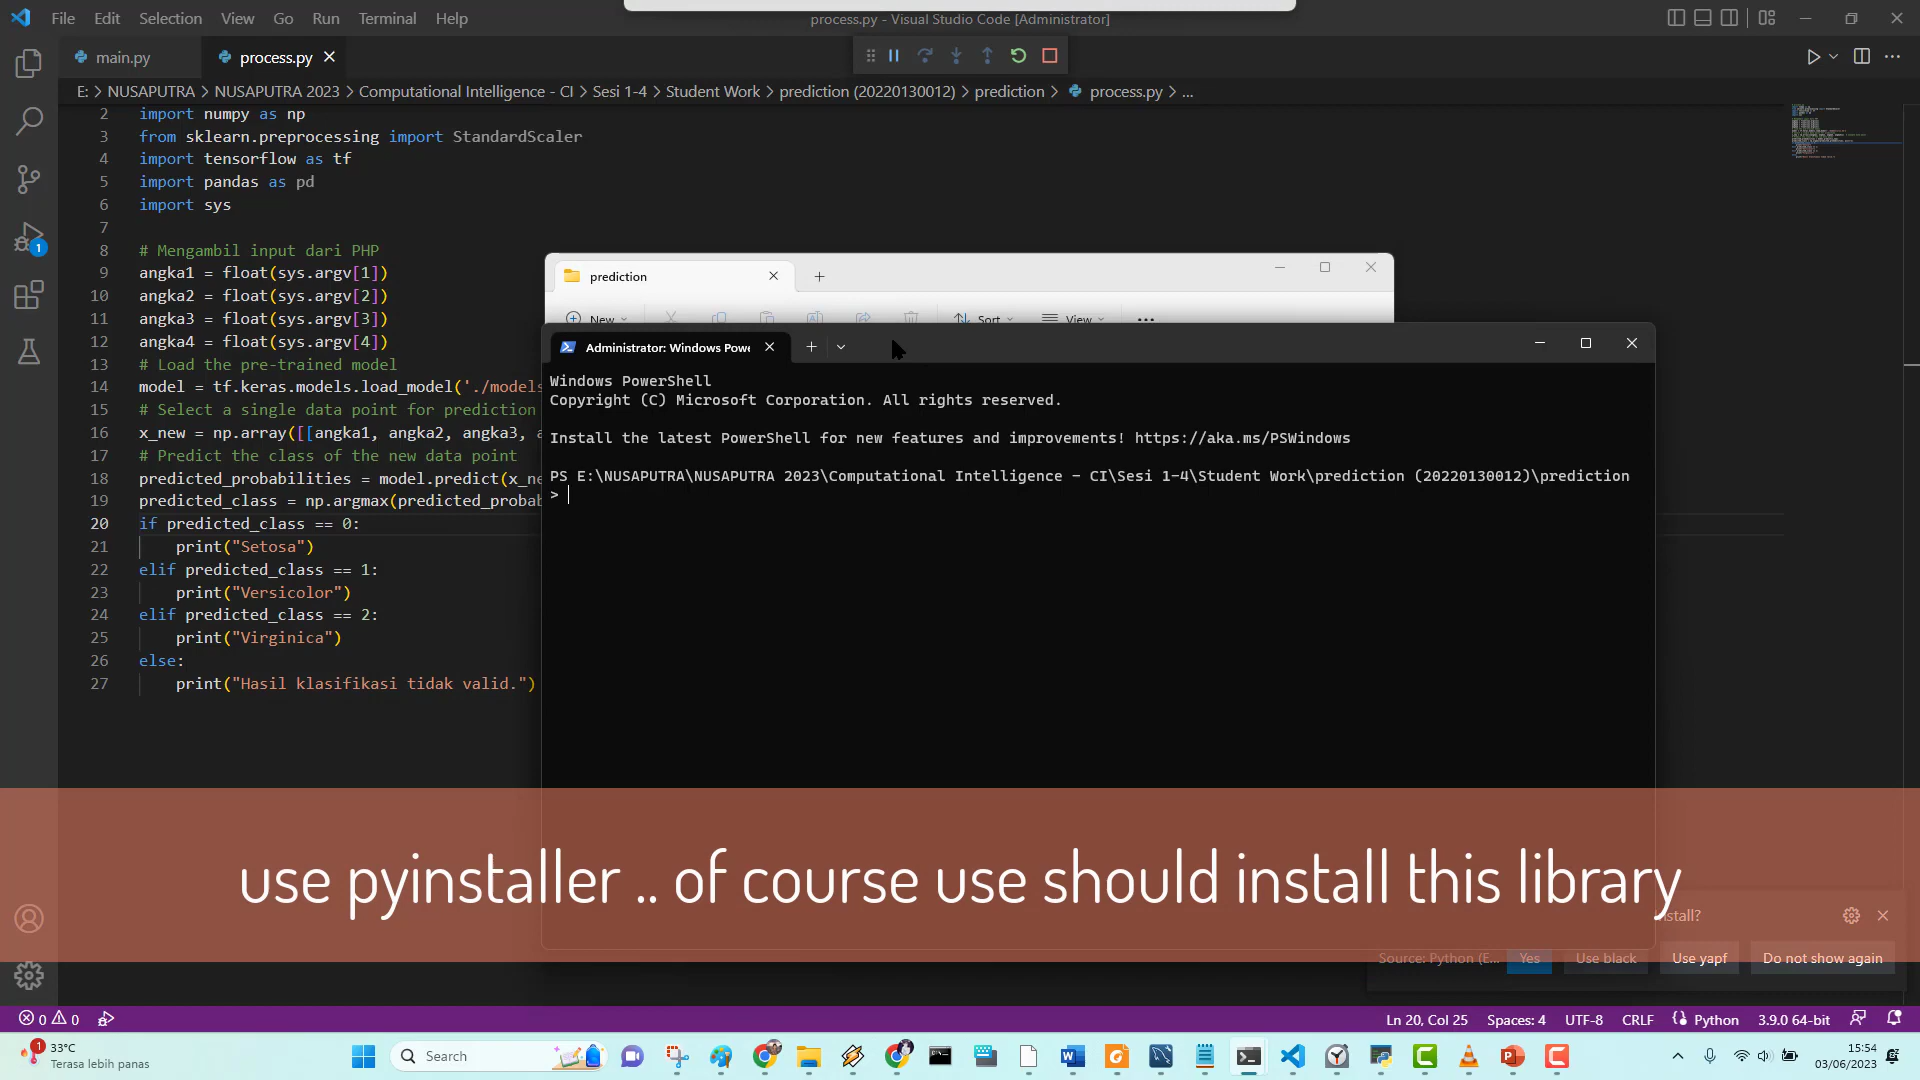 File Edit Selection View Go Run Terminal Help
process.py - Visual Studio Code [Administrator]
main.py
process.py
E: > NUSAPUTRA > NUSAPUTRA 2023 > Computational Intelligence - CI > Sesi 1-4 > Student Work > prediction (20220130012) > prediction > process.py > ...
2 import numpy as np
3 from sklearn.preprocessing import StandardScaler
4 import tensorflow as tf
5 import pandas as pd
6 import sys
7
8 # Mengambil input dari PHP
9 angka1 = float(sys.argv[1])
10 angka2 = float(sys.argv[2])
11 angka3 = float(sys.argv[3])
12 angka4 = float(sys.argv[4])
13 # Load the pre-trained model
14 model = tf.keras.models.load_model('./models
15 # Select a single data point for prediction
16 x_new = np.array([[angka1, angka2, angka3, a
17 # Predict the class of the new data point
18 predicted_probabilities = model.predict(x_ne
19 predicted_class = np.argmax(predicted_probab
20 if predicted_class == 0:
21 print("Setosa")
22 elif predicted_class == 1:
23 print("Versicolor")
24 elif predicted_class == 2:
25 print("Virginica")
26 else:
27 print("Hasil klasifikasi tidak valid.")
prediction
New Sort View ...
Administrator: Windows Powe
Windows PowerShell
Copyright (C) Microsoft Corporation. All rights reserved.
Install the latest PowerShell for new features and improvements! https://aka.ms/PSWindows
PS E:\NUSAPUTRA\NUSAPUTRA 2023\Computational Intelligence - CI\Sesi 1-4\Student Work\prediction (20220130012)\prediction
>
use pyinstaller .. of course use should install this library
Source: Python (E... Yes Use black Use yapf Do not show again
1
0 0
Ln 20, Col 25 Spaces: 4 UTF-8 CRLF Python 3.9.0 64-bit
1
33°C
Terasa lebih panas
Search
15:54
03/06/2023